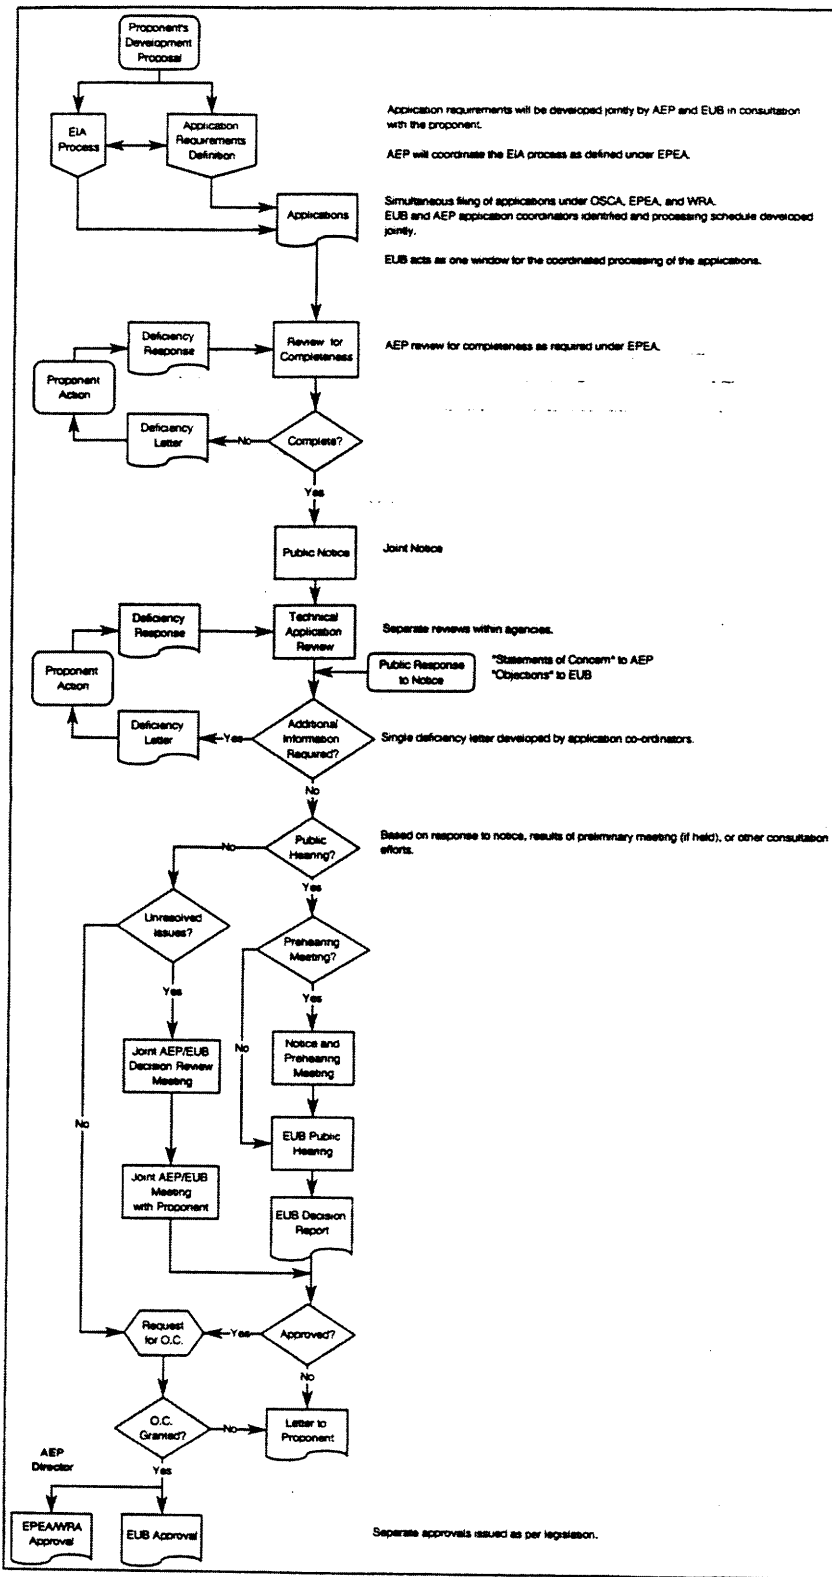 Proponent's
Development
Proposal
EIA
Process
Application
Requirements
Definition
Application requirements will be developed jointly by AEP and EUB in consultation
with the proponent.
AEP will coordinate the EIA process as defined under EPEA.
Applications
Simultaneous filing of applications under OSCA, EPEA, and WRA.
EUB and AEP application coordinators identified and processing schedule developed
jointly.
EUB acts as one window for the coordinated processing of the applications.
Deficiency
Response
Review for
Completeness
AEP review for completeness as required under EPEA.
Proponent
Action
Deficiency
Letter
No
Complete?
Yes
Public Notice
Joint Notice
Deficiency
Response
Technical
Application
Review
Separate reviews within agencies.
Proponent
Action
Public Response
to Notice
"Statements of Concern" to AEP
"Objections" to EUB
Deficiency
Letter
Yes
Additional
Information
Required?
Single deficiency letter developed by application co-ordinators.
No
Public
Hearing?
No
Based on response to notice, results of preliminary meeting (if held), or other consultation
efforts.
Yes
Unresolved
Issues?
Prehearing
Meeting?
Yes
Yes
Joint AEP/EUB
Decision Review
Meeting
No
Notice and
Prehearing
Meeting
No
EUB Public
Hearing
Joint AEP/EUB
Meeting
with Proponent
EUB Decision
Report
Request
for O.C.
Yes
Approved?
No
O.C.
Granted?
No
Letter to
Proponent
AEP
Director
Yes
EPEA/WRA
Approval
EUB Approval
Separate approvals issued as per legislation.